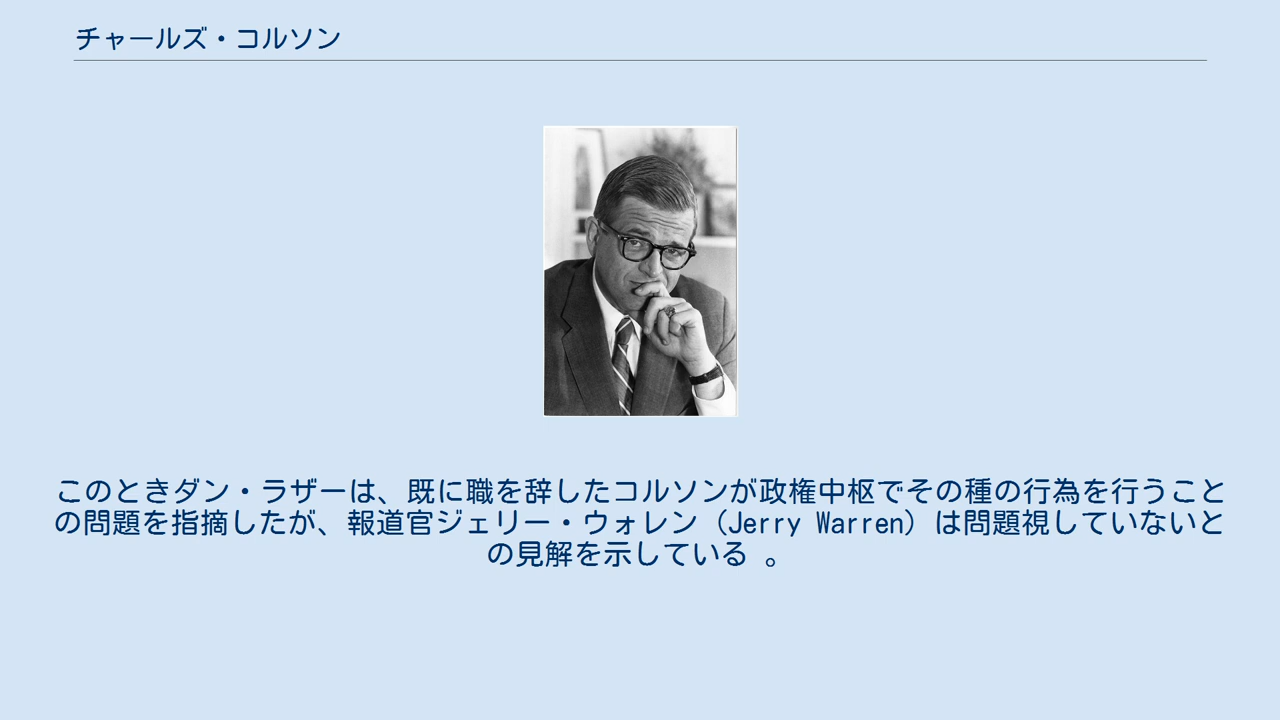 チャールズ・コルソン
このときダン・ラザーは、既に職を辞したコルソンが政権中枢でその種の行為を行うこと
の問題を指摘したが、報道官ジェリー・ウォレン（Jerry Warren）は問題視していないと
の見解を示している 。